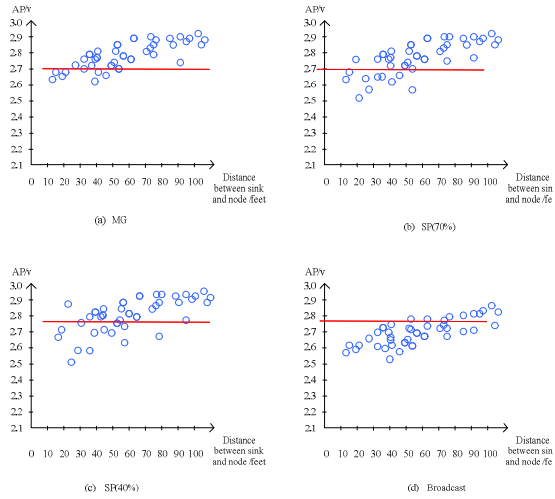 AP/v
3.0
2.9
2.8
2.7
2.6
2.5
2.4
2.3
2.2
2.1
0 10 20 30 40 50 60 70 80 90 100
Distance
between sink
and node /feet
(a) MG
AP/v
3.0
2.9
2.8
2.7
2.6
2.5
2.4
2.3
2.2
2.1
0 10 20 30 40 50 60 70 80 90 100
Distance
between sin
and node /fe
(b) SP(70%)
AP/v
3.0
2.9
2.8
2.7
2.6
2.5
2.4
2.3
2.2
2.1
0 10 20 30 40 50 60 70 80 90 100
Distance
between sink
and node /feet
(c) SP(40%)
AP/v
3.0
2.9
2.8
2.7
2.6
2.5
2.4
2.3
2.2
2.1
0 10 20 30 40 50 60 70 80 90 100
Distance
between sin
and node /fe
(d) Broadcast